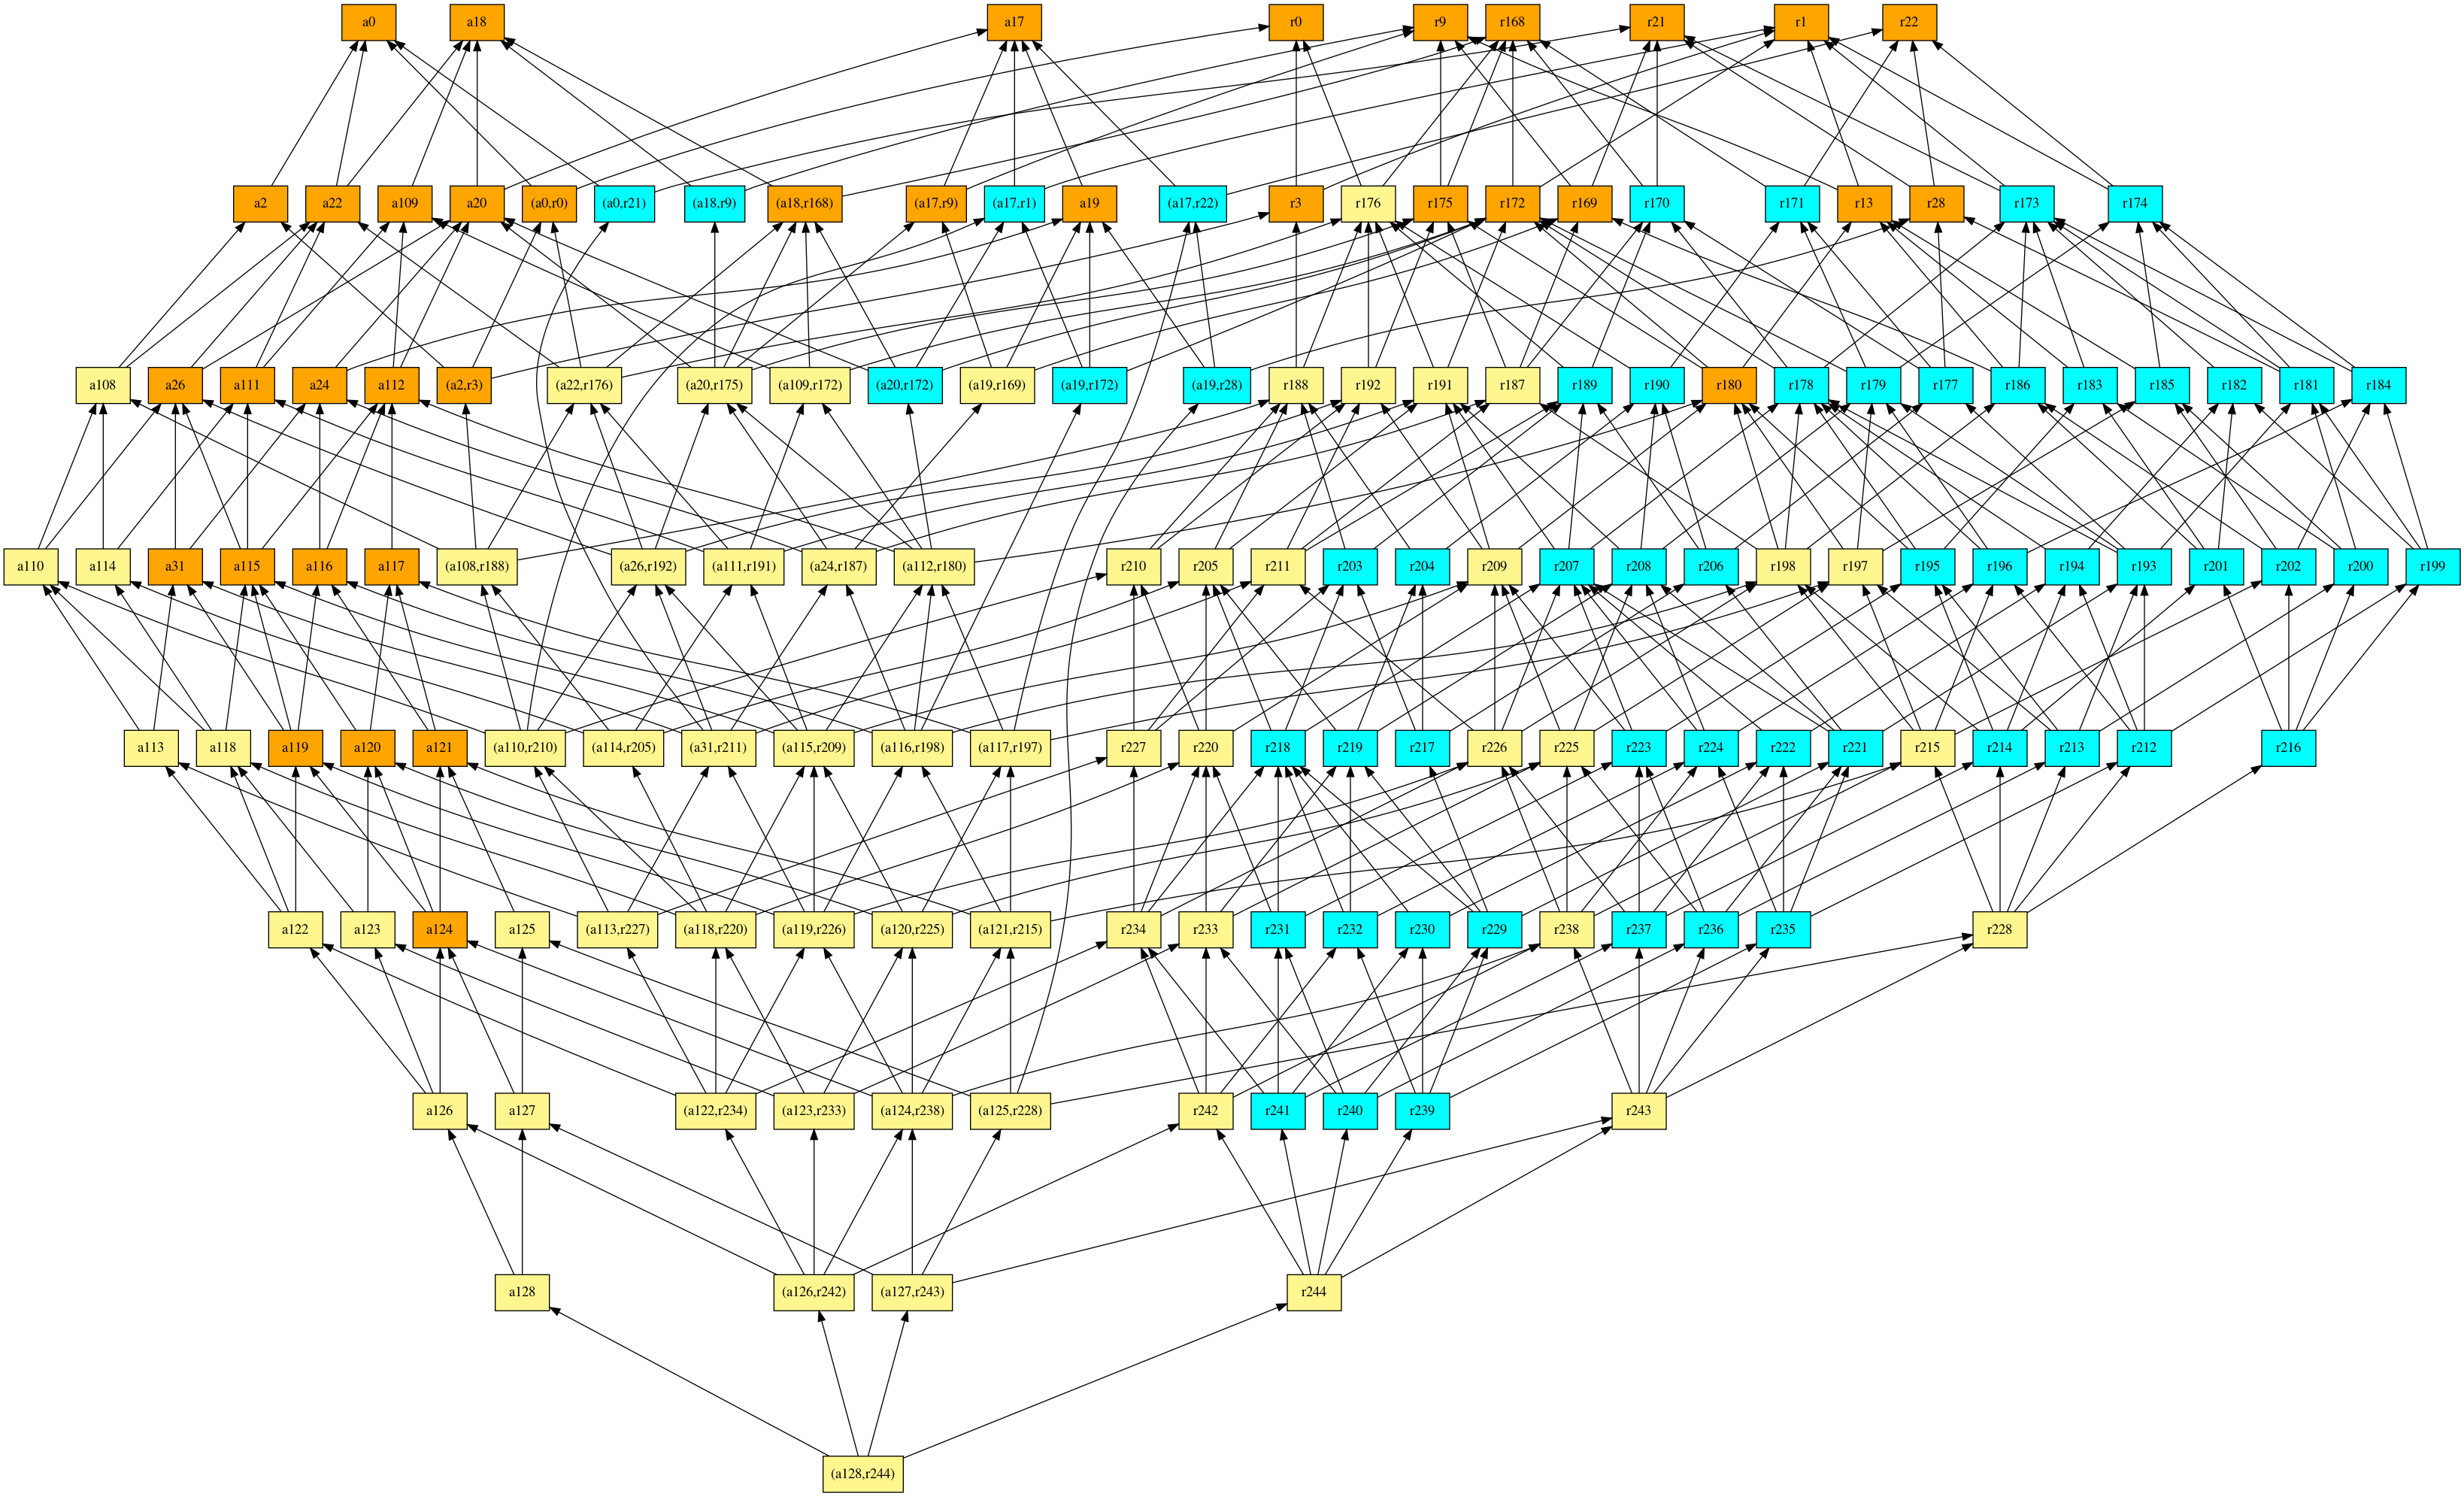 a0 a18 a17 r0 r9 r168 r21 r1 r22
a2 a22 a109 a20 (a0,r0) (a0,r21) (a18,r9) (a18,r168) (a17,r9) (a17,r1) a19 (a17,r22) r3 r176 r175 r172 r169 r170 r171 r13 r28 r173 r174
a108 a26 a111 a24 a112 (a2,r3) (a22,r176) (a20,r175) (a109,r172) (a20,r172) (a19,r169) (a19,r172) (a19,r28) r188 r192 r191 r187 r189 r190 r180 r178 r179 r177 r186 r183 r185 r182 r181 r184
a110 a114 a31 a115 a116 a117 (a108,r188) (a26,r192) (a111,r191) (a24,r187) (a112,r180) r210 r205 r211 r203 r204 r209 r207 r208 r206 r198 r197 r195 r196 r194 r193 r201 r202 r200 r199
a113 a118 a119 a120 a121 (a110,r210) (a114,r205) (a31,r211) (a115,r209) (a116,r198) (a117,r197) r227 r220 r218 r219 r217 r226 r225 r223 r224 r222 r221 r215 r214 r213 r212 r216
a122 a123 a124 a125 (a113,r227) (a118,r220) (a119,r226) (a120,r225) (a121,r215) r234 r233 r231 r232 r230 r229 r238 r237 r236 r235 r228
a126 a127 (a122,r234) (a123,r233) (a124,r238) (a125,r228) r242 r241 r240 r239 r243
a128 (a126,r242) (a127,r243) r244
(a128,r244)